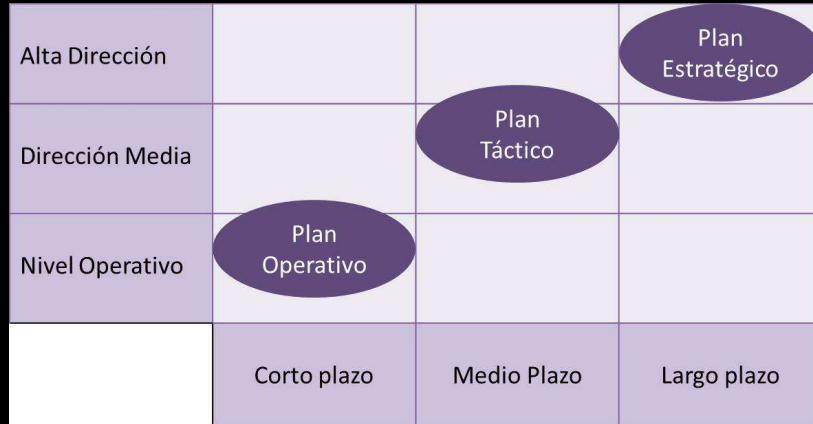 Alta Dirección
Plan
Estratégico
Dirección Media
Plan
Táctico
Nivel Operativo
Plan
Operativo
Corto plazo
Medio Plazo
Largo plazo